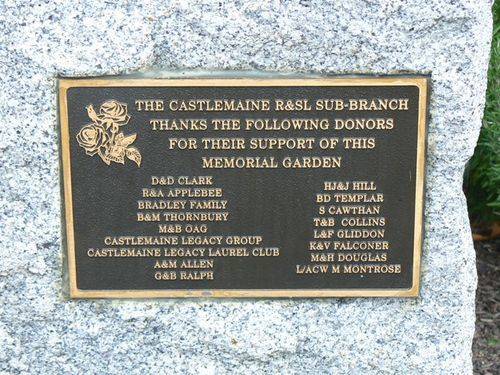 THE CASTLEMAINE R&SL SUB-BRANCH
THANKS THE FOLLOWING DONORS
FOR THEIR SUPPORT OF THIS
MEMORIAL GARDEN
D&D CLARK
R&A APPLEBEE
BRADLEY FAMILY
B&M THORNBURY
M&B OAG
CASTLEMAINE LEGACY GROUP
CASTLEMAINE LEGACY LAUREL CLUB
A&M ALLEN
G&B RALPH
HJ&J HILL
BD TEMPLAR
S CAWTHAN
T&B COLLINS
L&F GLIDDON
K&V FALCONER
M&H DOUGLAS
L/ACW M MONTROSE